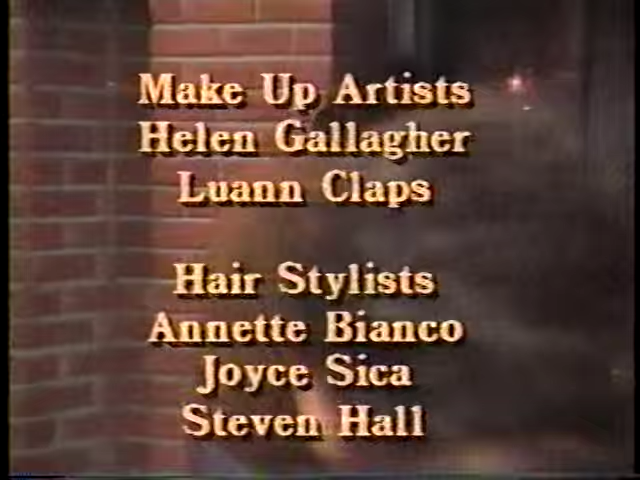 Make Up Artists
Helen Gallagher
Luann Claps
Hair Stylists
Annette Bianco
Joyce Sica
Steven Hall